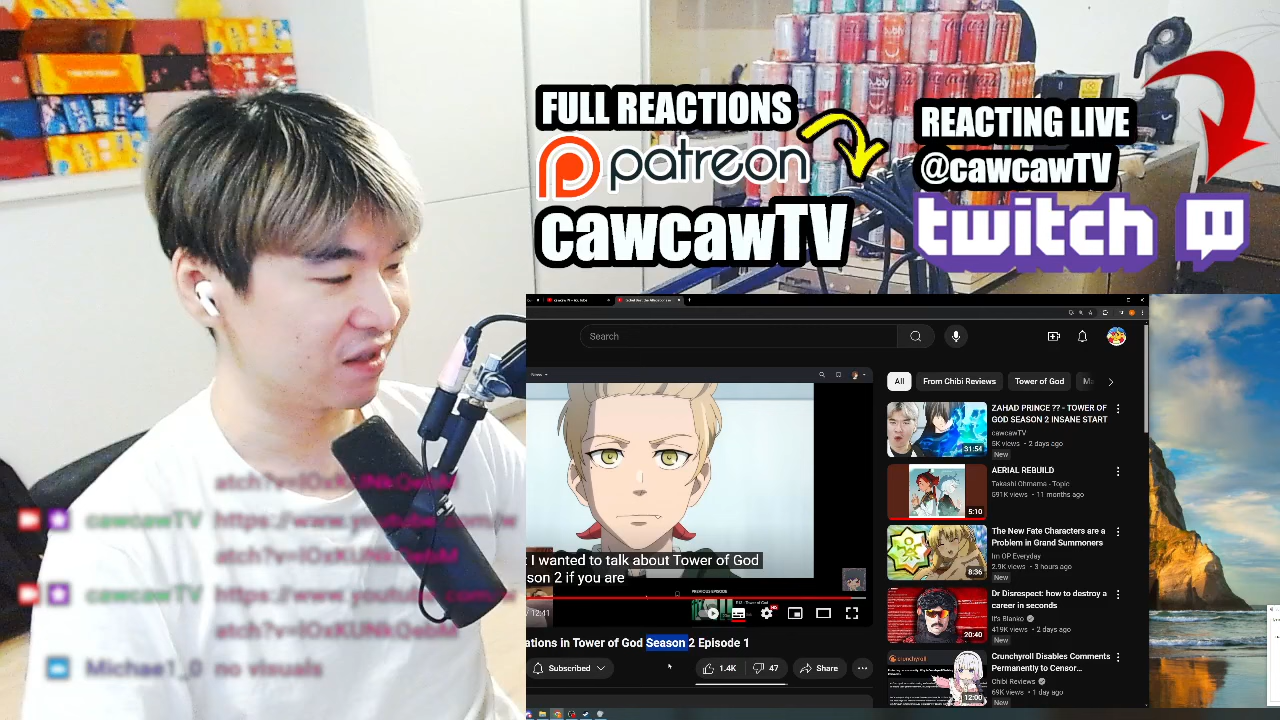 FULL REACTIONS
patreon
cawcawTV
REACTING LIVE
@cawcawTV
twitch
Search
All
From Chibi Reviews
Tower of God
ZAHAD PRINCE ?? - TOWER OF
GOD SEASON 2 INSANE START
cawcawTV
5K views • 2 days ago
New
31:54
AERIAL REBUILD
Takashi Ohmama - Topic
591K views • 11 months ago
5:10
The New Fate Characters are a
Problem in Grand Summoners
Im OP Everyday
2.9K views • 3 hours ago
New
8:36
Dr Disrespect: how to destroy a
career in seconds
It's Blanko
419K views • 2 days ago
New
20:40
Crunchyroll Disables Comments
Permanently to Censor...
Chibi Reviews
69K views • 1 day ago
New
12:00
crunchyroll
I wanted to talk about Tower of God
son 2 if you are
PREVIOUS EPISODE
/ 12:41
ations in Tower of God Season 2 Episode 1
Subscribed
1.4K
47
Share